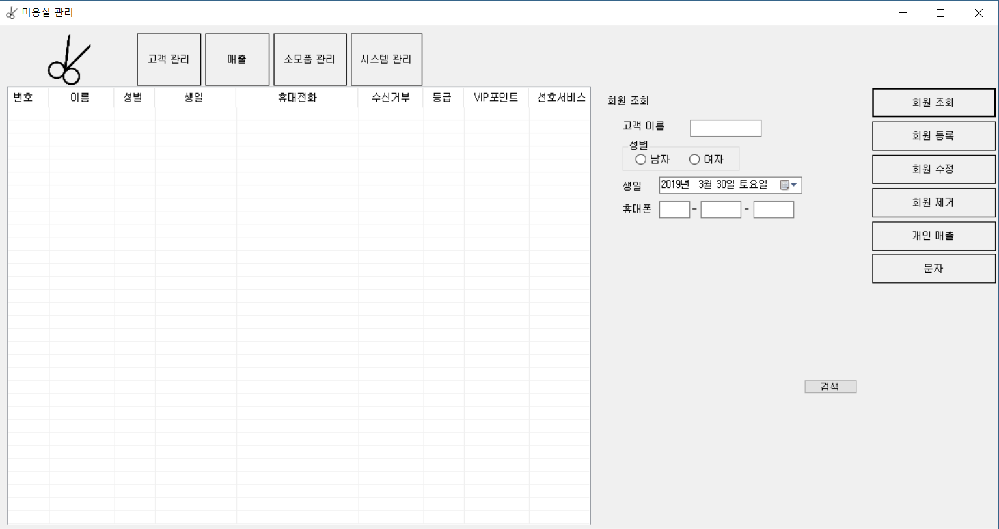 미용실 관리
고객 관리 매출 소모품 관리 시스템 관리
번호 이름 성별 생일 휴대전화 수신거부 등급 VIP포인트 선호서비스
회원 조회
고객 이름
성별
남자 여자
생일 2019년 3월 30일 토요일
휴대폰 - -
검색
회원 조회
회원 등록
회원 수정
회원 제거
개인 매출
문자